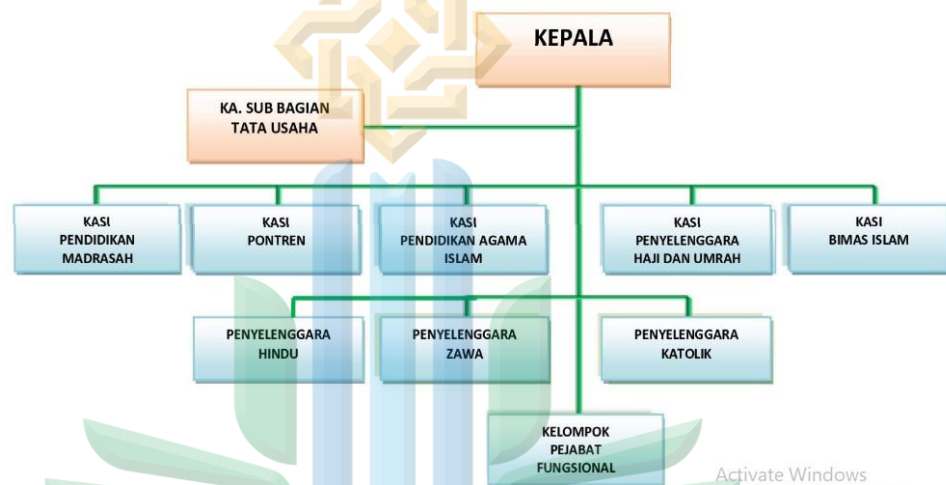 KEPALA
KA. SUB BAGIAN
TATA USAHA
KASI
PENDIDIKAN
MADRASAH
KASI
PONTREN
KASI
PENDIDIKAN AGAMA
ISLAM
KASI
PENYELENGGARA
HAJI DAN UMRAH
KASI
BIMAS ISLAM
PENYELENGGARA
HINDU
PENYELENGGARA
ZAWA
PENYELENGGARA
KATOLIK
KELOMPOK
PEJABAT
FUNGSIONAL
Activate Windows